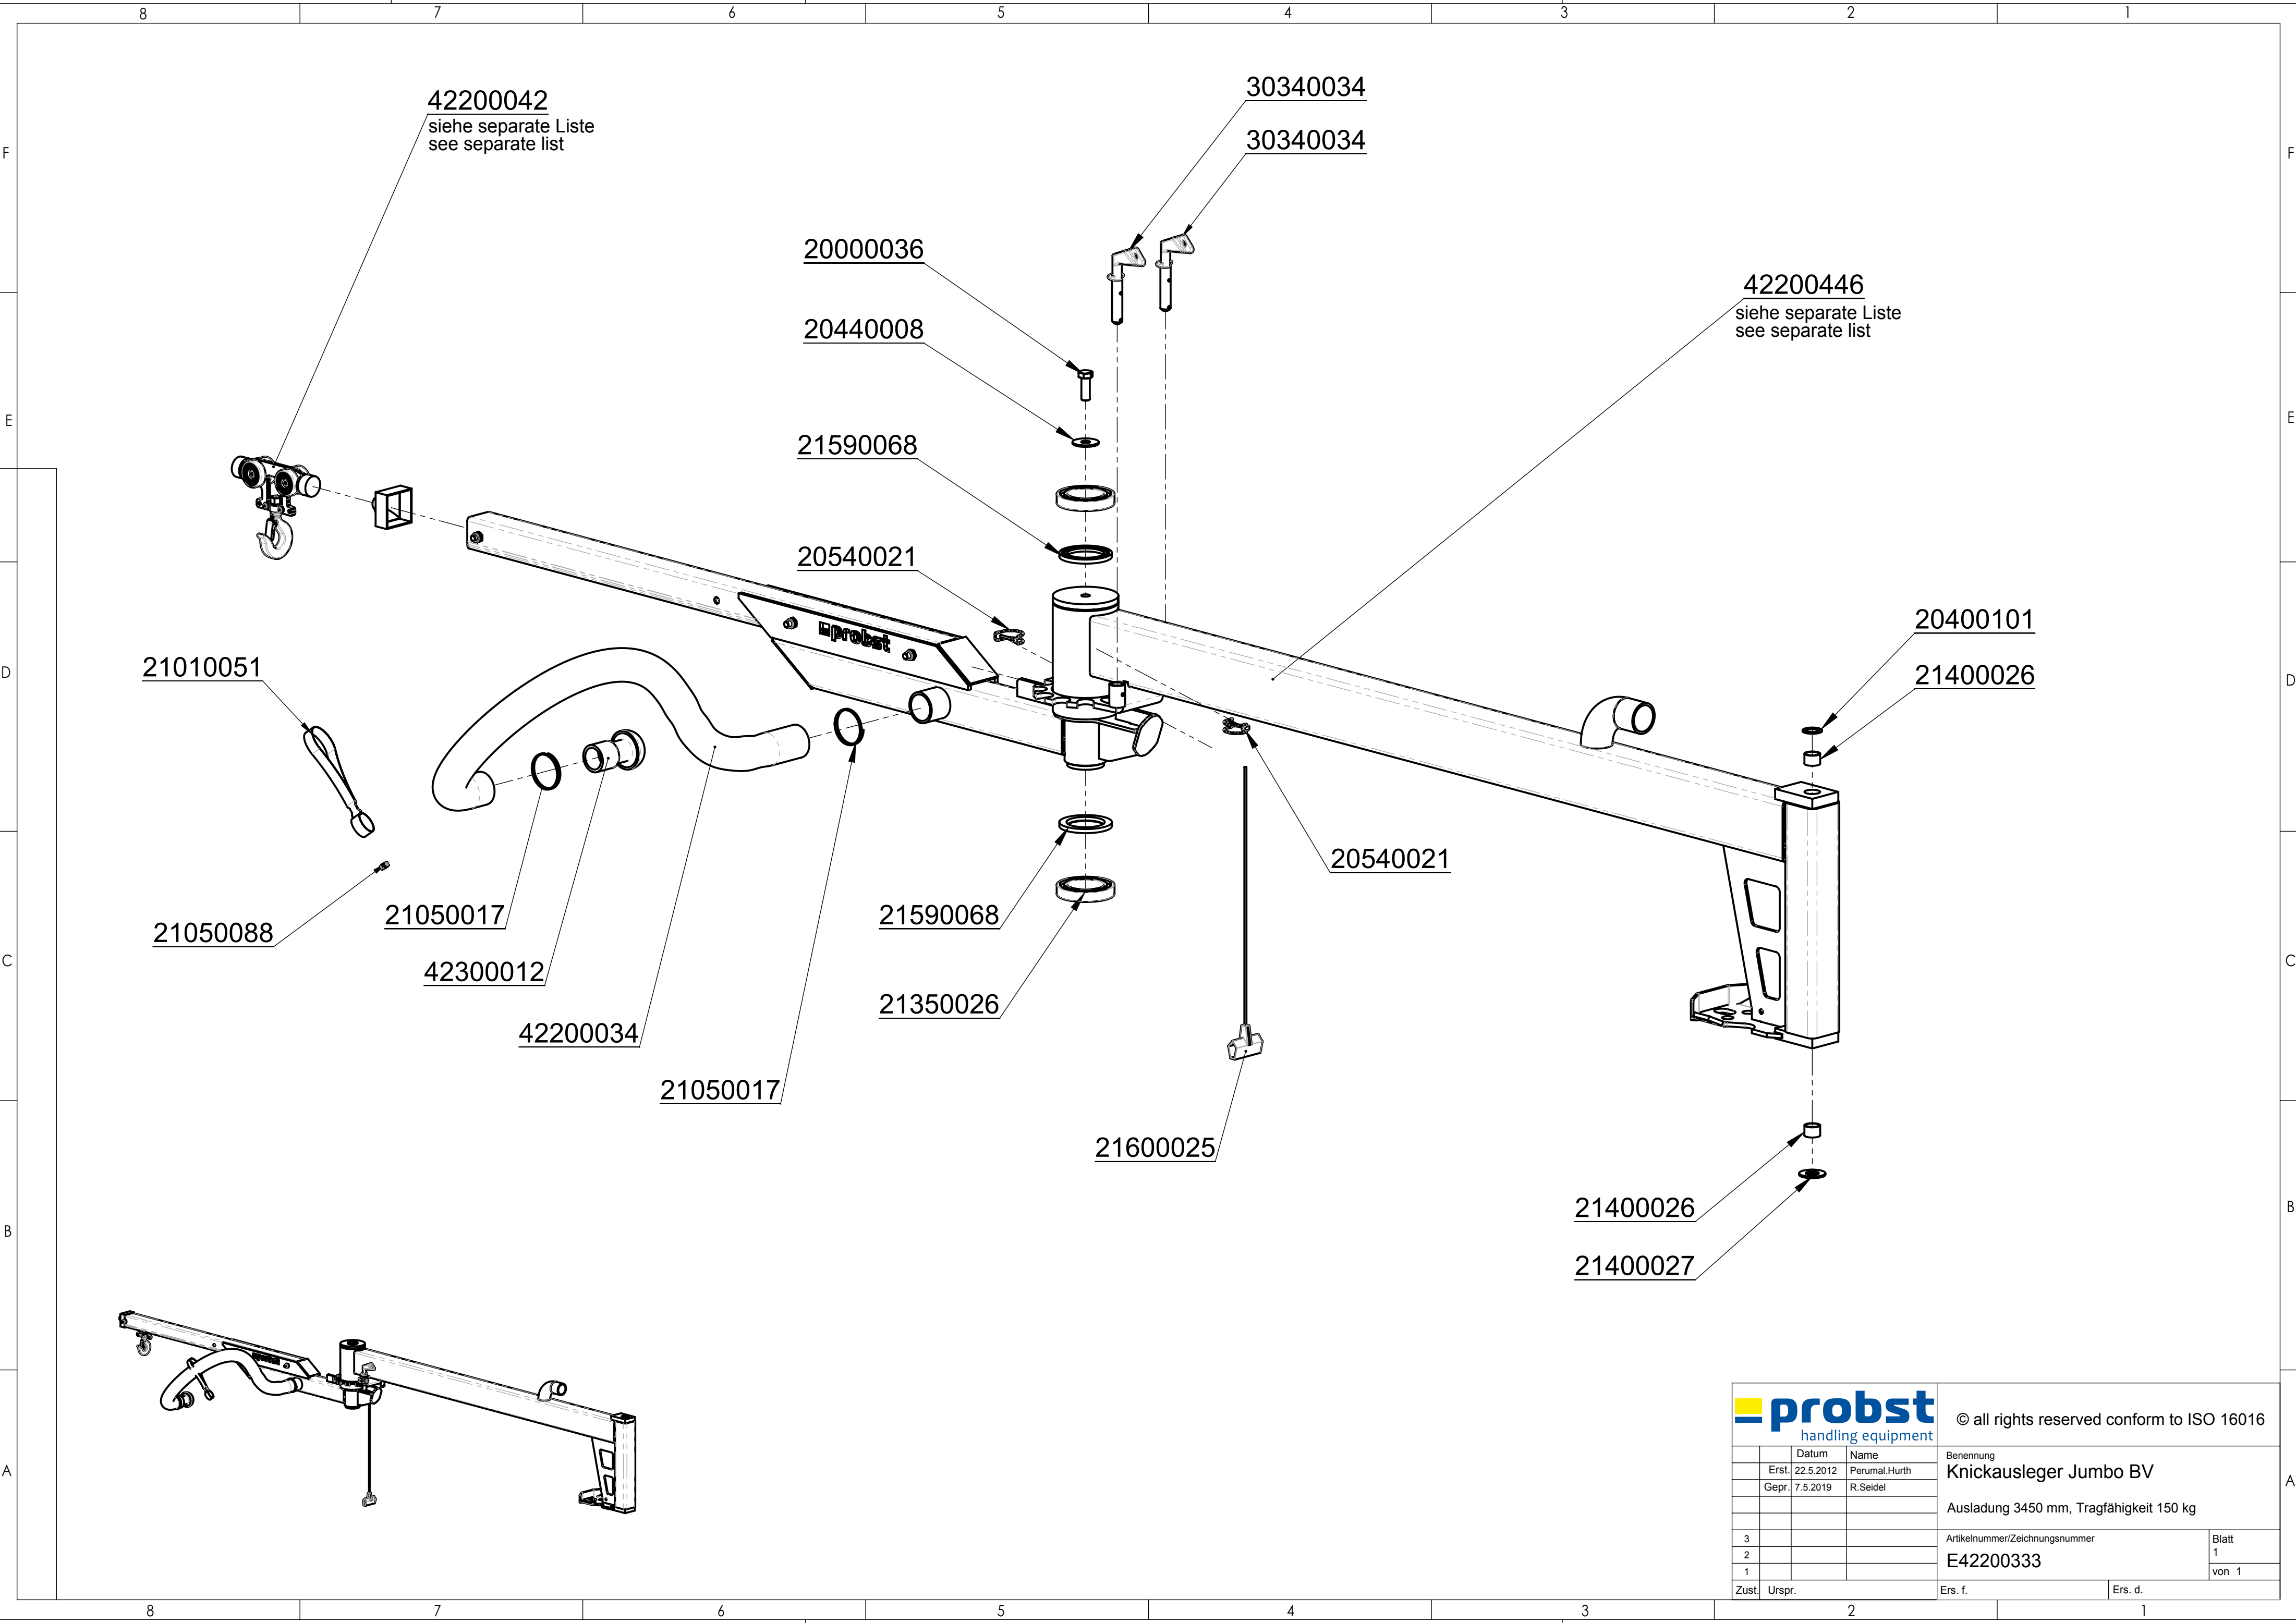 8 7 6 5 4 3 2 1
F
F
E
E
D
D
C
C
B
B
A
A
42200042
siehe separate Liste
see separate list
30340034
30340034
20000036
42200446
siehe separate Liste
see separate list
20440008
21590068
20540021
probst
20400101
21010051
21400026
20540021
21050017
21590068
21050088
42300012
21350026
42200034
21050017
21600025
21400026
21400027
probst
handling equipment
© all rights reserved conform to ISO 16016
Datum Name
Erst. 22.5.2012 Perumal.Hurth
Gepr. 7.5.2019 R.Seidel
Benennung
Knickausleger Jumbo BV
Ausladung 3450 mm, Tragfähigkeit 150 kg
3
2
1
Artikelnummer/Zeichnungsnummer
E42200333
Blatt
1
von 1
Zust. Urspr. Ers. f. Ers. d.
8 7 6 5 4 3 2 1